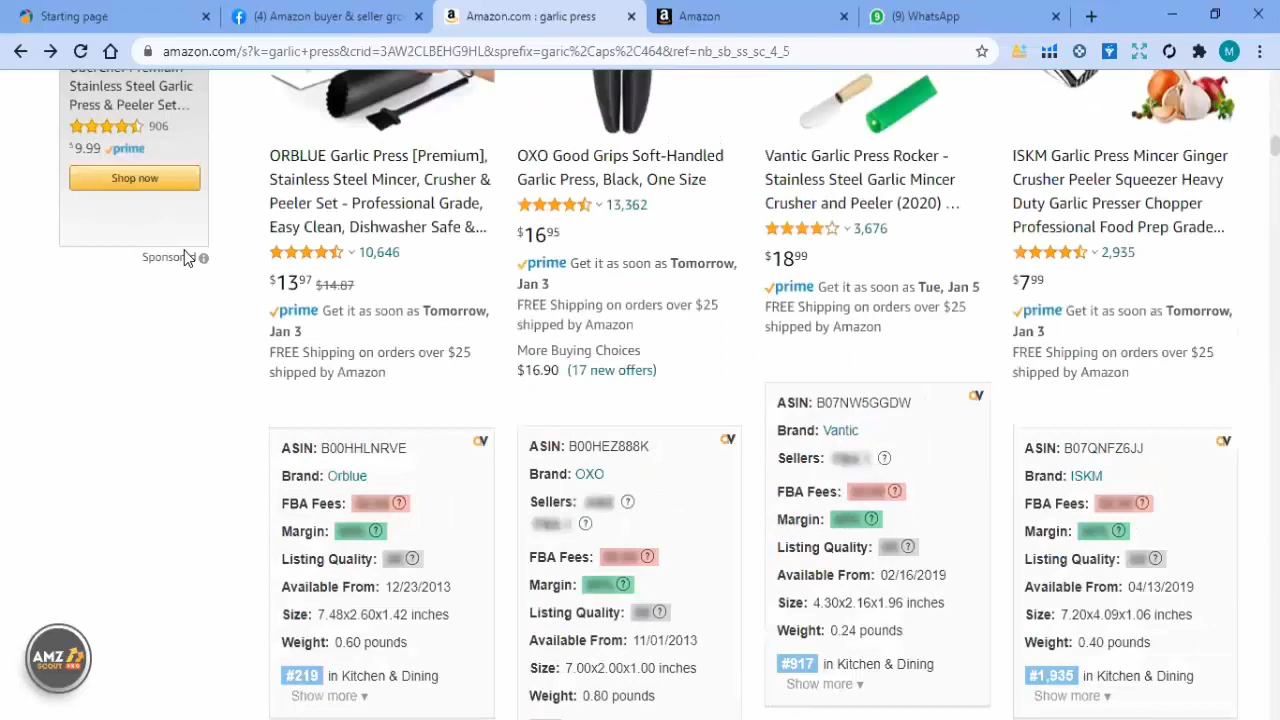 Starting page
(4) Amazon buyer & seller gr
Amazon.com : garlic press
Amazon
(9) WhatsApp
amazon.com/s?k=garlic+press&crid=3AW2CLBEHG9HL&sprefix=garic%2Caps%2C464&ref=nb_sb_ss_sc_4_5
M
Stainless Steel Garlic
Press & Peeler Set...
906
$9.99 prime
Shop now
Sponsored
ORBLUE Garlic Press [Premium],
Stainless Steel Mincer, Crusher &
Peeler Set - Professional Grade,
Easy Clean, Dishwasher Safe &...
10,646
$13.97 $14.87
prime Get it as soon as Tomorrow,
Jan 3
FREE Shipping on orders over $25
shipped by Amazon
ASIN: B00HHLNRVE
Brand: Orblue
FBA Fees:
Margin:
Listing Quality:
Available From: 12/23/2013
Size: 7.48x2.60x1.42 inches
Weight: 0.60 pounds
#219 in Kitchen & Dining
Show more
OXO Good Grips Soft-Handled
Garlic Press, Black, One Size
13,362
$16.95
prime Get it as soon as Tomorrow,
Jan 3
FREE Shipping on orders over $25
shipped by Amazon
More Buying Choices
$16.90 (17 new offers)
ASIN: B00HEZ888K
Brand: OXO
Sellers:
FBA Fees:
Margin:
Listing Quality:
Available From: 11/01/2013
Size: 7.00x2.00x1.00 inches
Weight: 0.80 pounds
Vantic Garlic Press Rocker -
Stainless Steel Garlic Mincer
Crusher and Peeler (2020) ...
3,676
$18.99
prime Get it as soon as Tue, Jan 5
FREE Shipping on orders over $25
shipped by Amazon
ASIN: B07NW5GGDW
Brand: Vantic
Sellers:
FBA Fees:
Margin:
Listing Quality:
Available From: 02/16/2019
Size: 4.30x2.16x1.96 inches
Weight: 0.24 pounds
#917 in Kitchen & Dining
Show more
ISKM Garlic Press Mincer Ginger
Crusher Peeler Squeezer Heavy
Duty Garlic Presser Chopper
Professional Food Prep Grade...
2,935
$7.99
prime Get it as soon as Tomorrow,
Jan 3
FREE Shipping on orders over $25
shipped by Amazon
ASIN: B07QNFZ6JJ
Brand: ISKM
FBA Fees:
Margin:
Listing Quality:
Available From: 04/13/2019
Size: 7.20x4.09x1.06 inches
Weight: 0.40 pounds
#1,935 in Kitchen & Dining
Show more
AMZ
SCOUT PRO